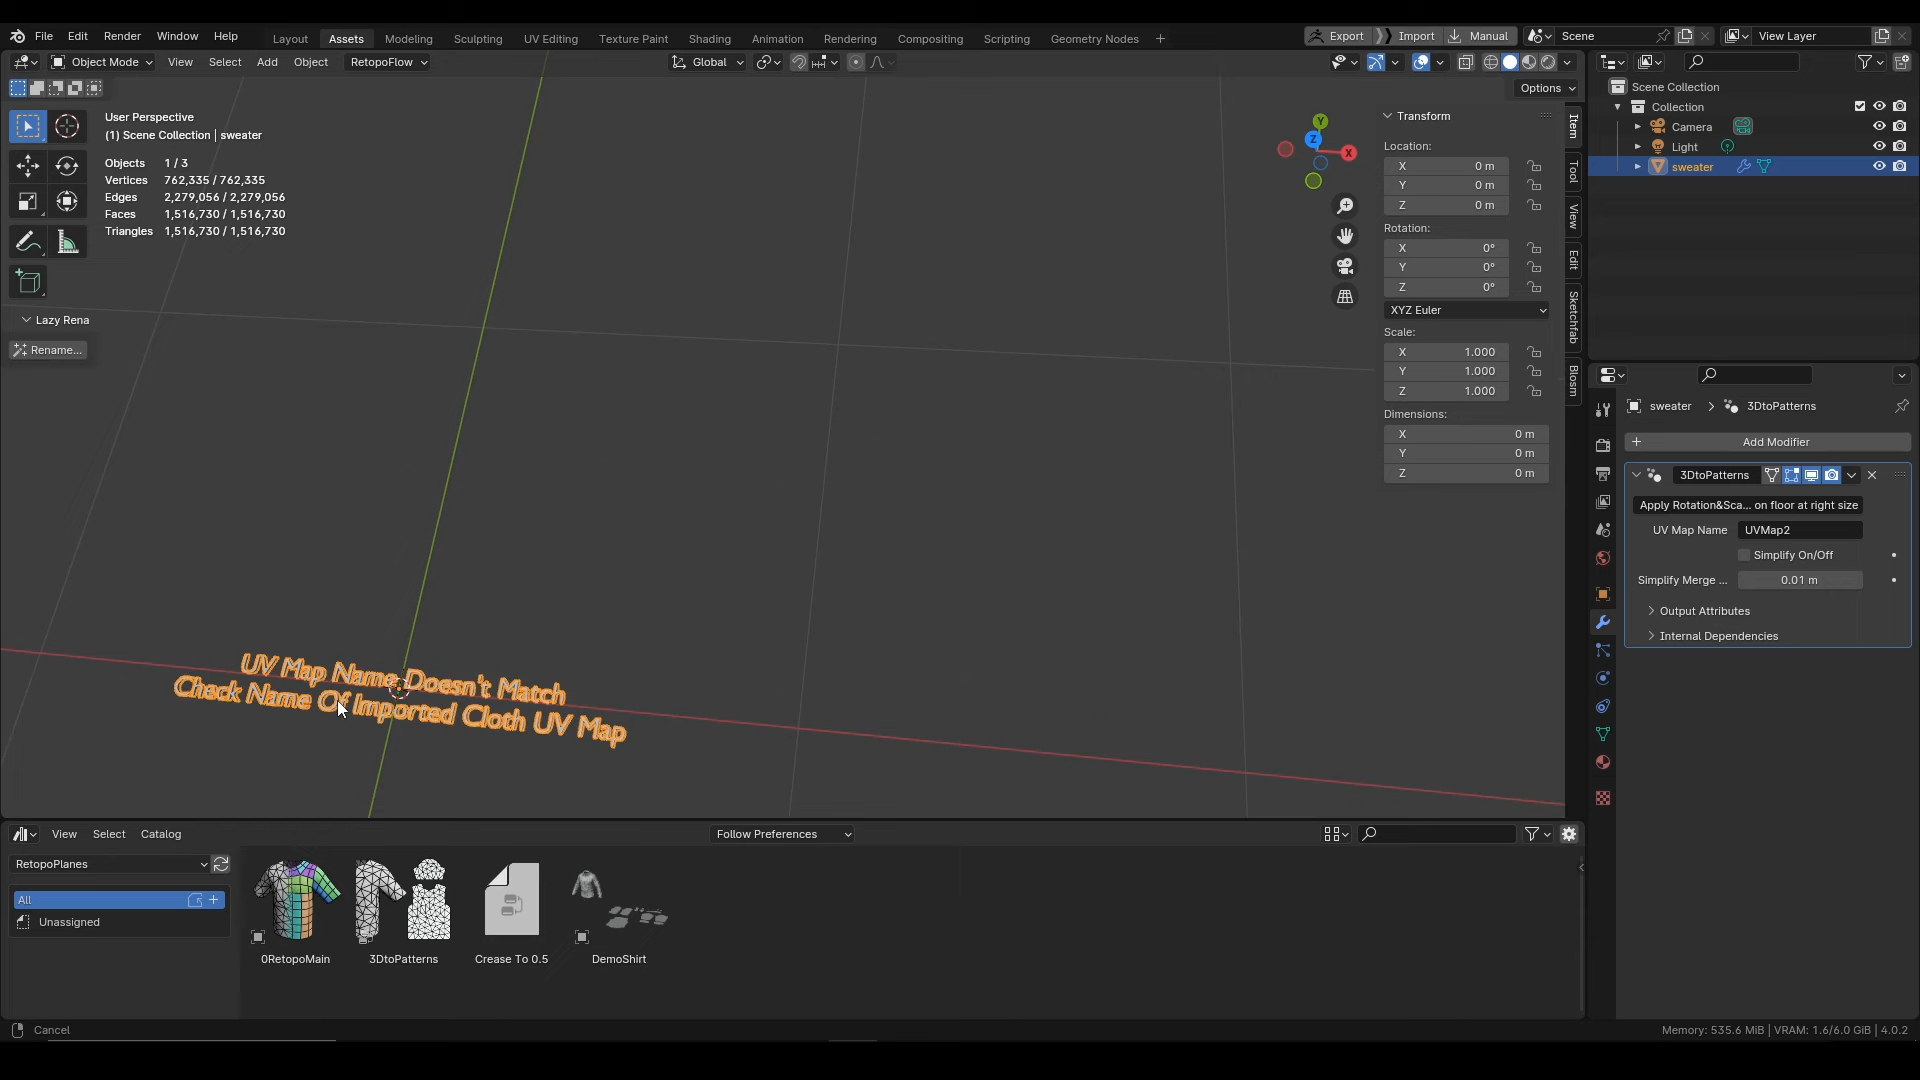 File Edit Render Window Help Layout Assets Modeling Sculpting UV Editing Texture Paint Shading Animation Rendering Compositing Scripting Geometry Nodes + Export Import Manual Scene View Layer
Object Mode View Select Add Object RetopoFlow Global
Options
User Perspective
(1) Scene Collection | sweater
Objects 1 / 3
Vertices 762,335 / 762,335
Edges 2,279,056 / 2,279,056
Faces 1,516,730 / 1,516,730
Triangles 1,516,730 / 1,516,730
Lazy Rena
Rename...
UV Map Name Doesn't Match
Check Name Of Imported Cloth UV Map
Y
Z
X
Transform
Location:
X 0 m
Y 0 m
Z 0 m
Rotation:
X 0°
Y 0°
Z 0°
XYZ Euler
Scale:
X 1.000
Y 1.000
Z 1.000
Dimensions:
X 0 m
Y 0 m
Z 0 m
Item
Tool
View
Edit
Sketchfab
Blosm
Scene Collection
Collection
Camera
Light
sweater
sweater > 3DtoPatterns
+ Add Modifier
3DtoPatterns
Apply Rotation&Sca... on floor at right size
UV Map Name UVMap2
Simplify On/Off
Simplify Merge ... 0.01 m
Output Attributes
Internal Dependencies
View Select Catalog Follow Preferences
RetopoPlanes
All
Unassigned
0RetopoMain 3DtoPatterns Crease To 0.5 DemoShirt
Cancel Memory: 535.6 MiB | VRAM: 1.6/6.0 GiB | 4.0.2